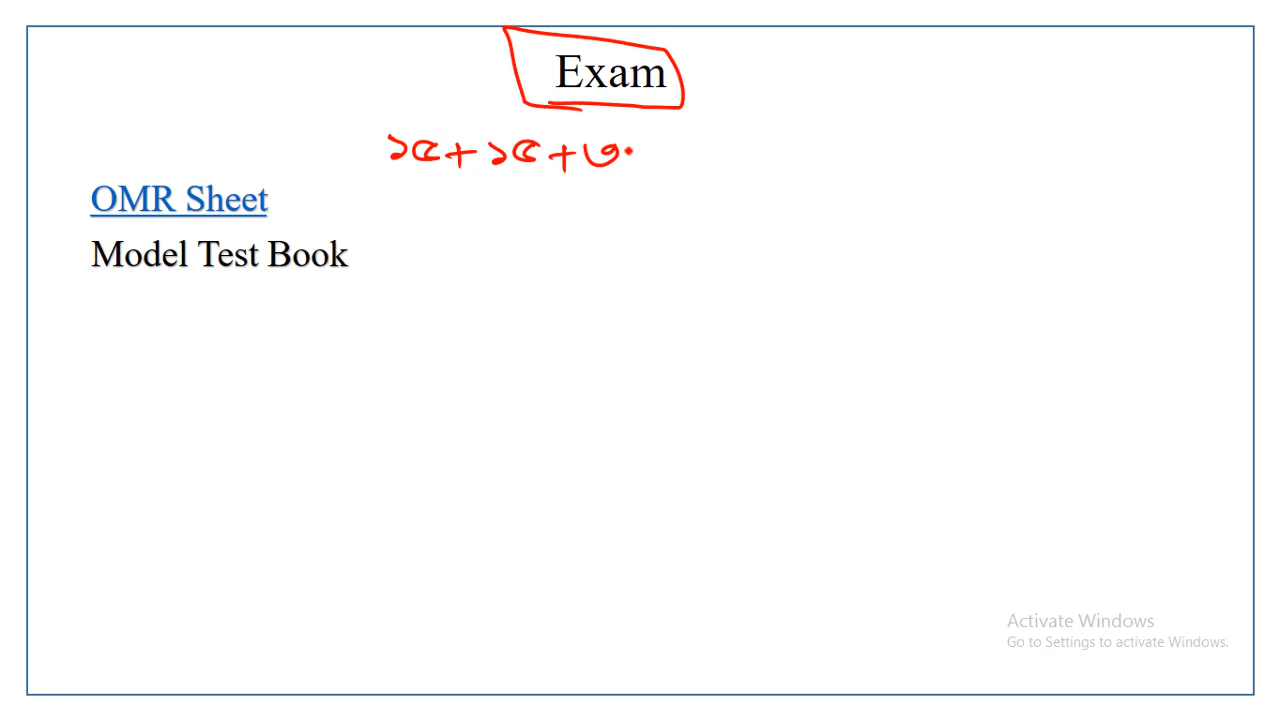 Exam
১৫+১৫+৩০
OMR Sheet
Model Test Book
Activate Windows
Go to Settings to activate Windows.